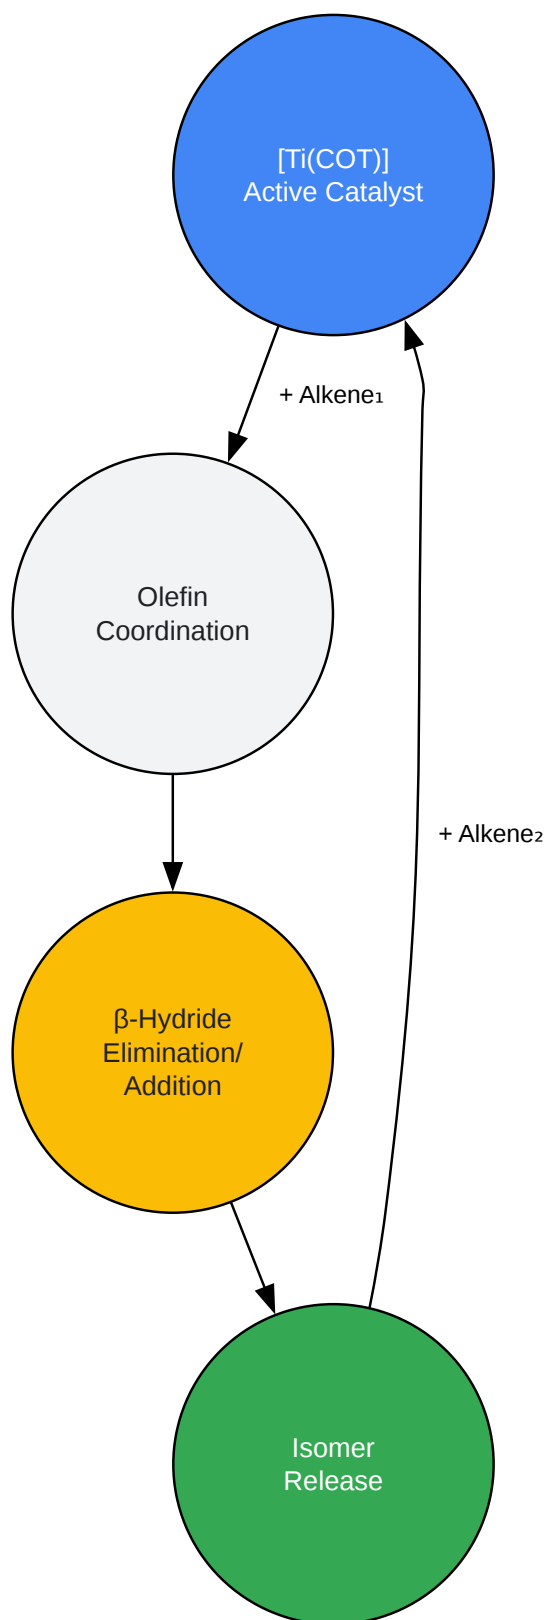 [Ti(COT)]
Active Catalyst
+ Alkene₁
Olefin
Coordination
+ Alkene₂
β-Hydride
Elimination/
Addition
Isomer
Release